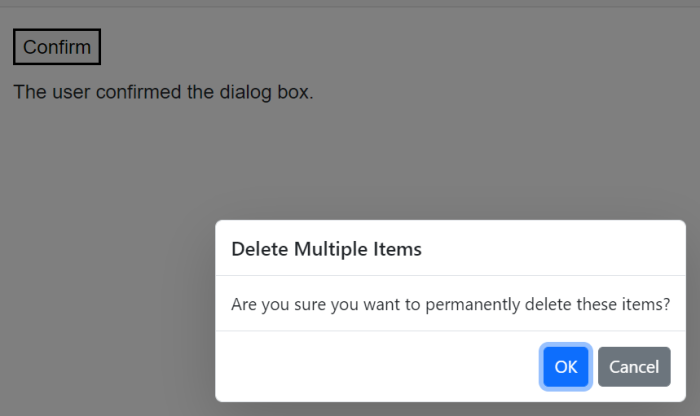 Confirm
The user confirmed the dialog box.
Delete Multiple Items
Are you sure you want to permanently delete these items?
OK Cancel